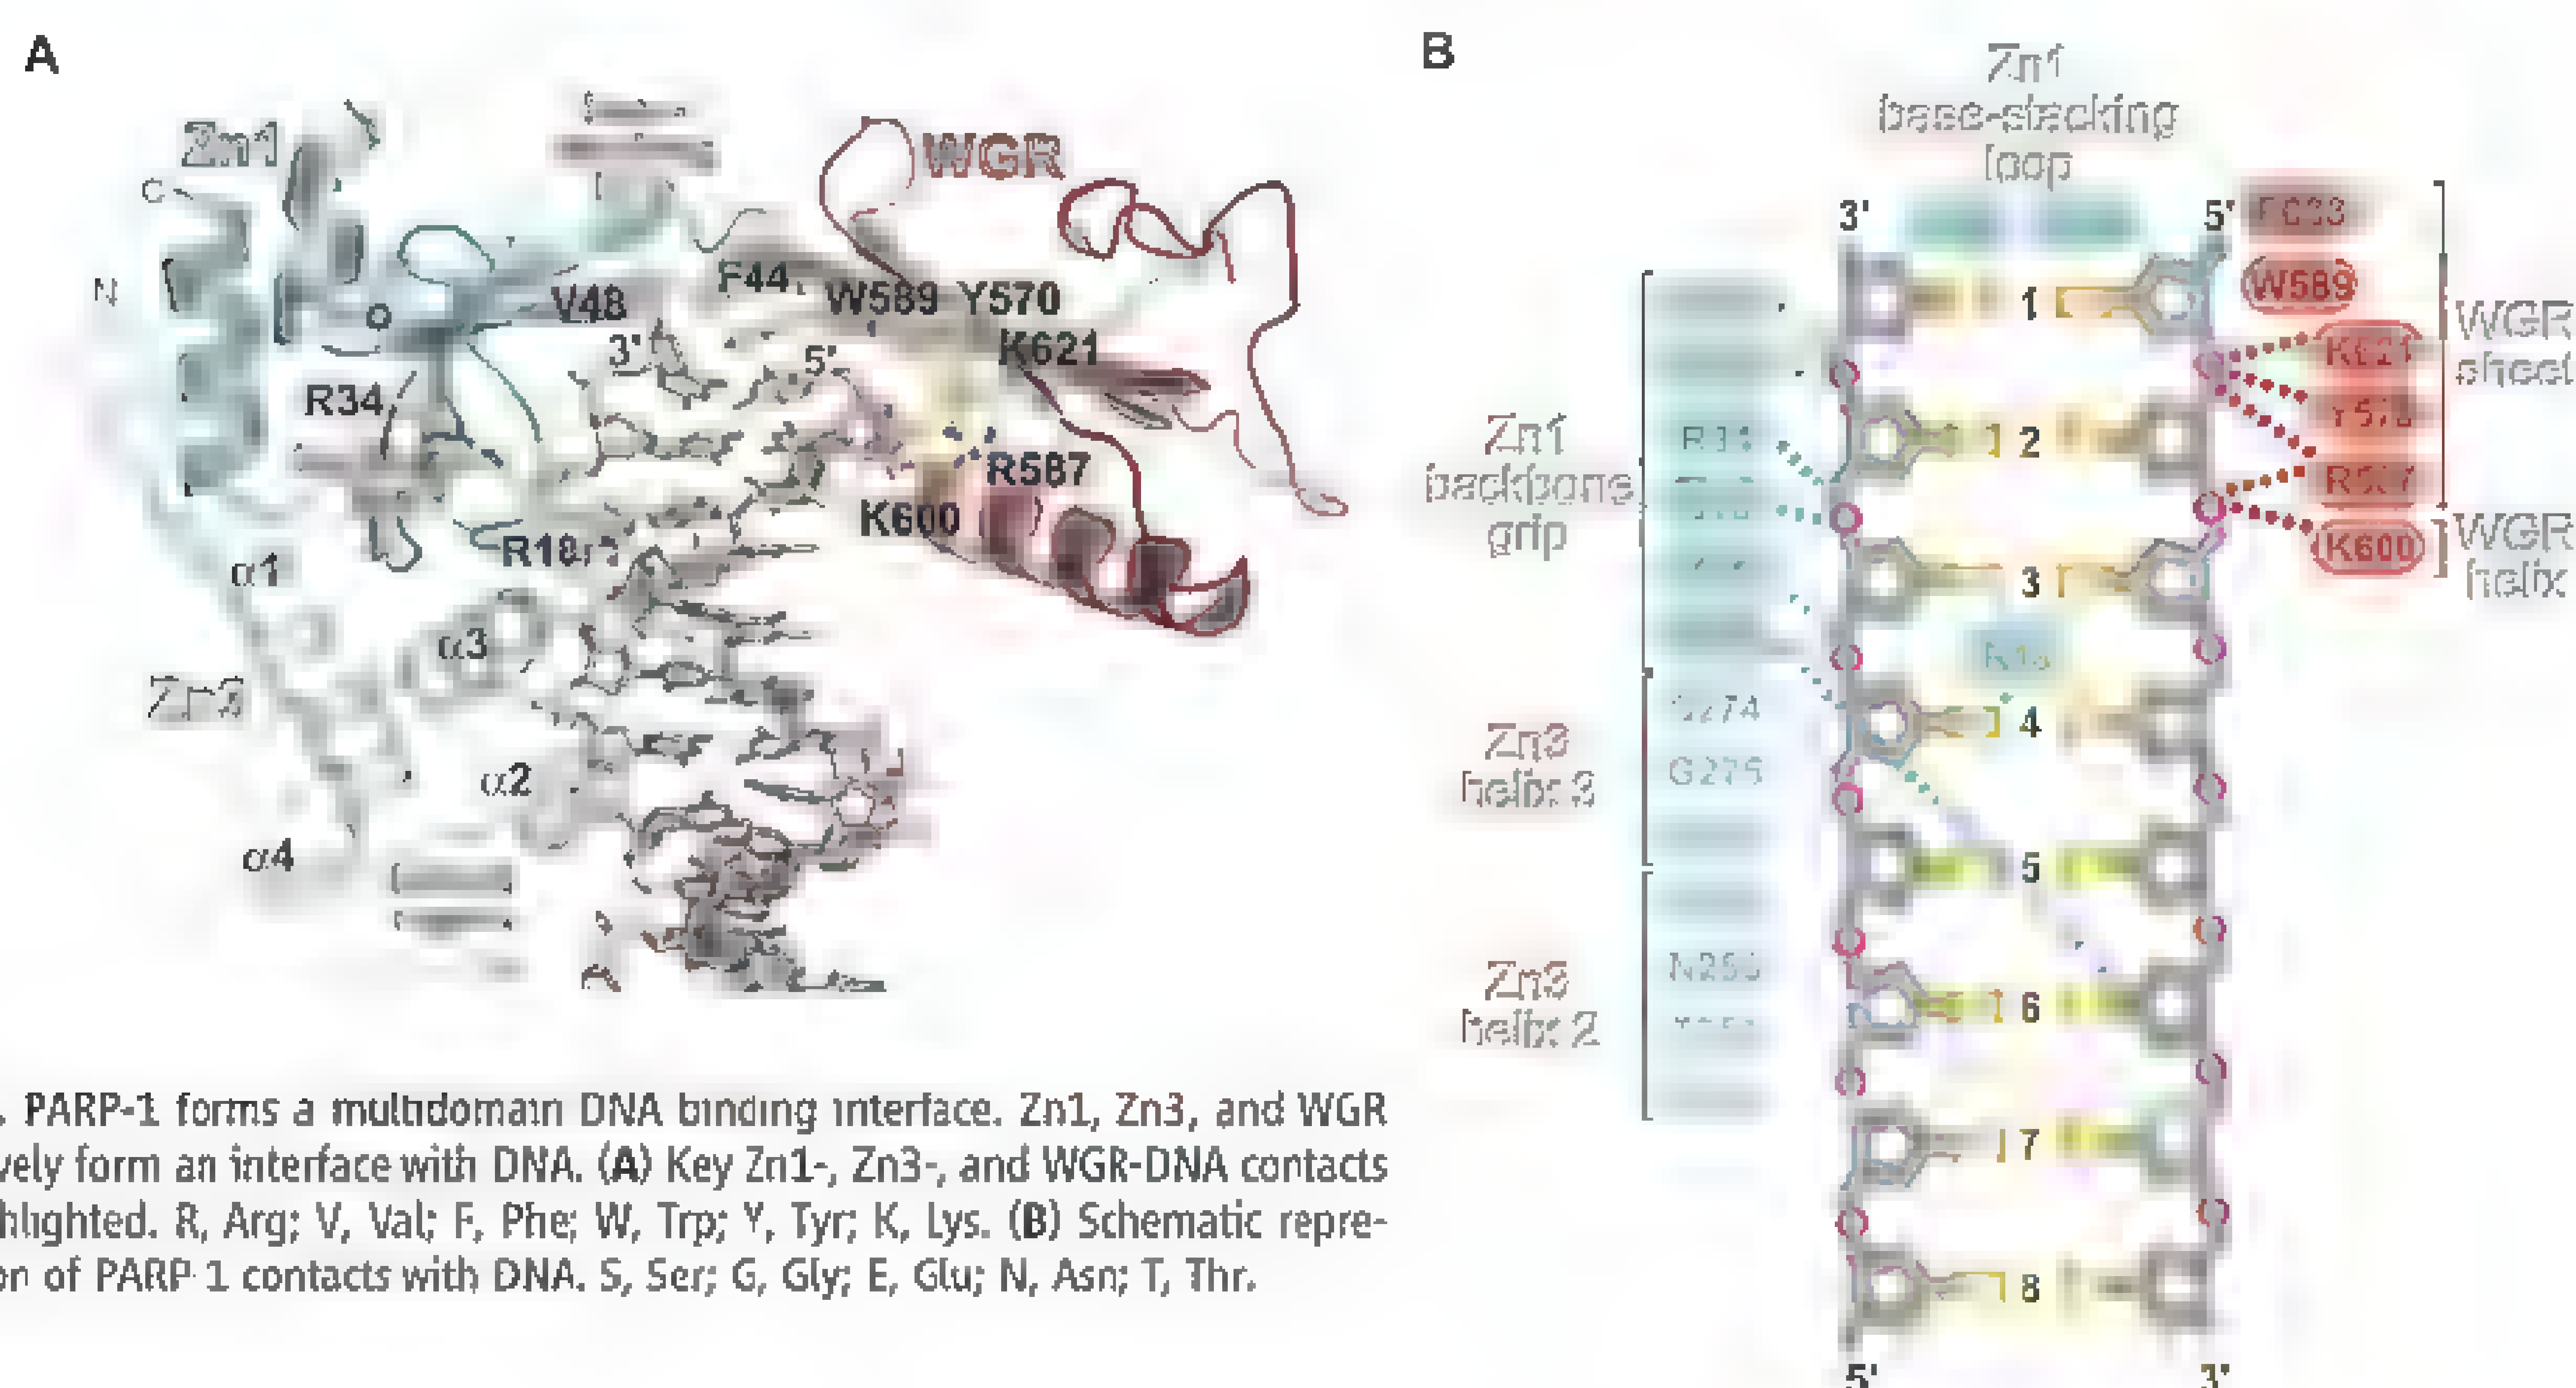 A
Zn1
C
N
WGR
F44
V48
W589
Y570
K621
3'
5'
R34
R587
K600
R18
α1
α3
α2
α4
B
Zn1
base-stacking
loop
3'
5'
W589
K621
R587
K600
WGR
sheet
WGR
helix
Zn1
backbone
grip
R34
Zn3
helix 3
G275
Zn3
helix 2
1
2
3
4
5
6
7
8
5'
3'
. PARP-1 forms a multidomain DNA binding interface. Zn1, Zn3, and WGR
vely form an interface with DNA. (A) Key Zn1-, Zn3-, and WGR-DNA contacts
hlighted. R, Arg; V, Val; F, Phe; W, Trp; Y, Tyr; K, Lys. (B) Schematic repre-
on of PARP-1 contacts with DNA. S, Ser; G, Gly; E, Glu; N, Asn; T, Thr.